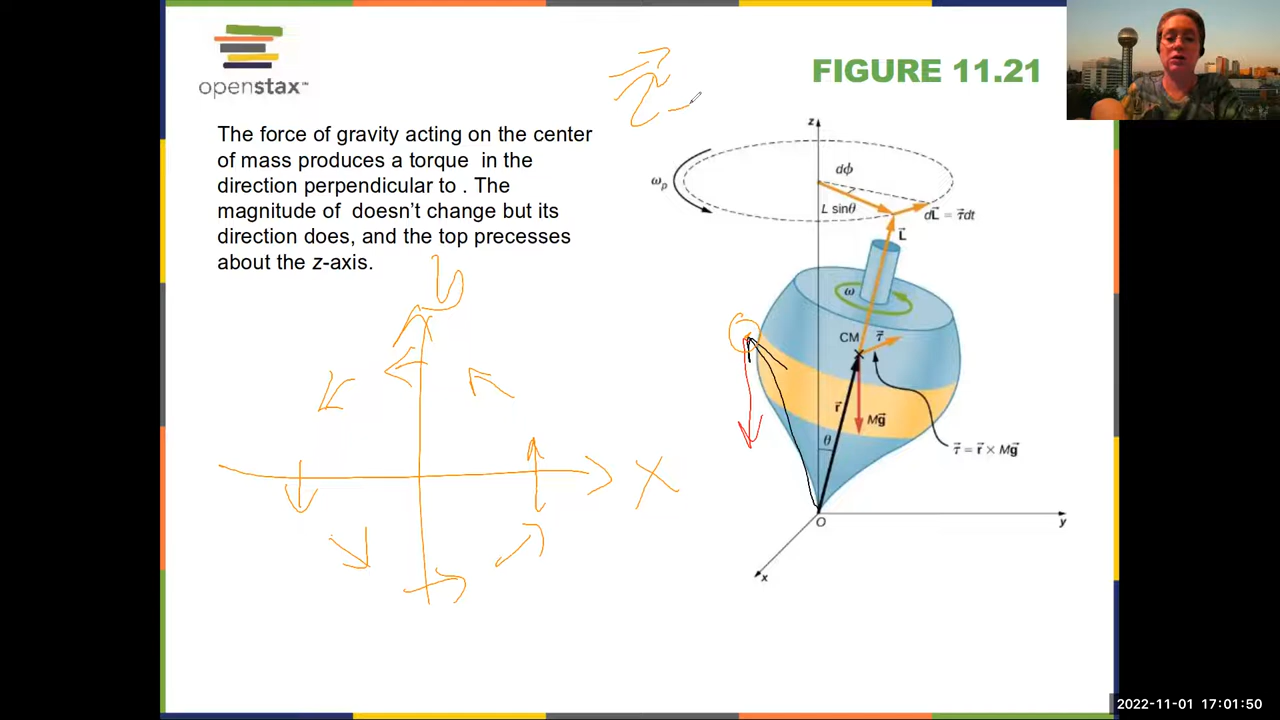 openstax™
FIGURE 11.21
The force of gravity acting on the center
of mass produces a torque  in the
direction perpendicular to . The
magnitude of  doesn't change but its
direction does, and the top precesses
about the z-axis.
z
dϕ
ωp
L sinθ
dL⃗ = τ⃗dt
L⃗
ω
CM
τ⃗
r⃗
Mg⃗
θ
τ⃗ = r⃗ × Mg⃗
O
y
x
y
X
2022-11-01 17:01:50